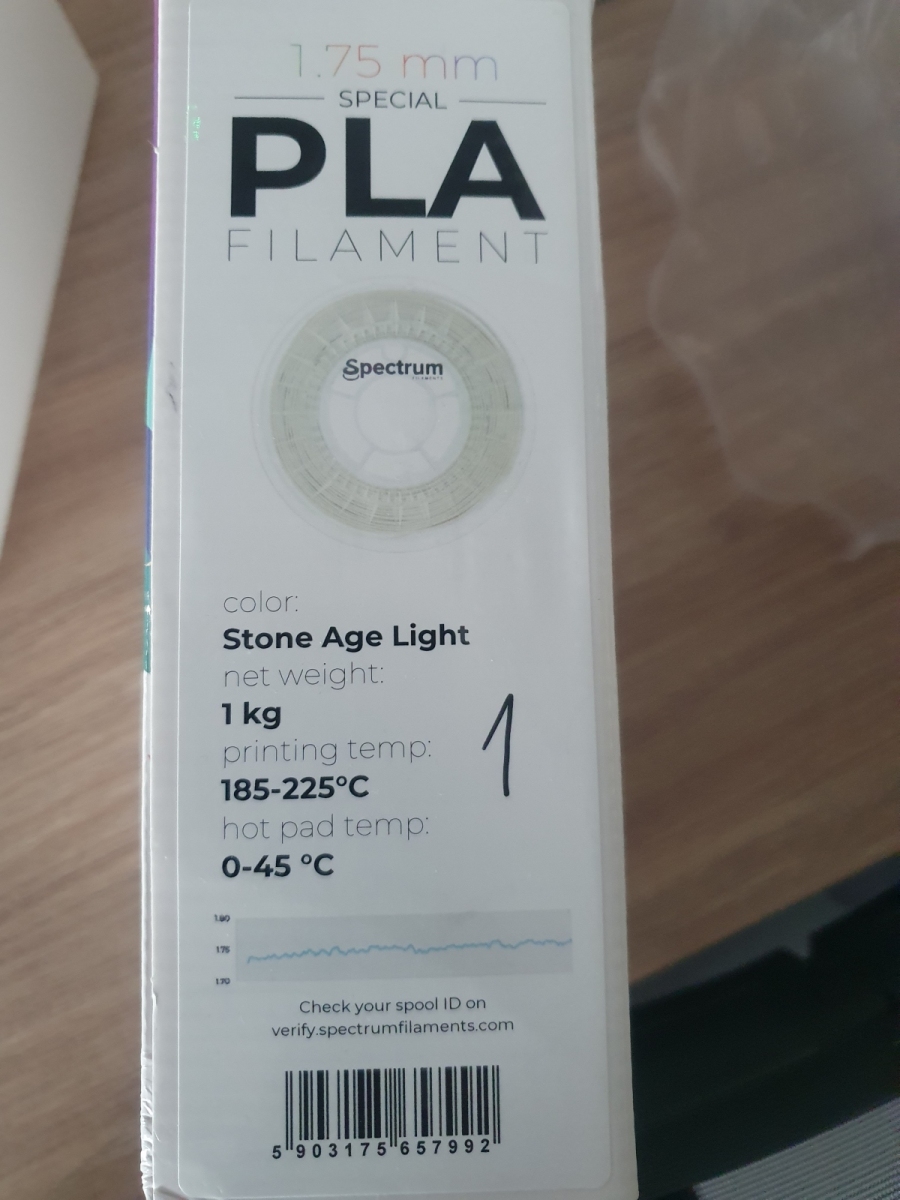 1.75 mm
SPECIAL
PLA
FILAMENT
Spectrum
FILAMENTS
color:
Stone Age Light
net weight:
1 kg
printing temp:
185-225°C
hot pad temp:
0-45 °C
1
1.80
1.75
1.70
Check your spool ID on
verify.spectrumfilaments.com
5 903175 657992